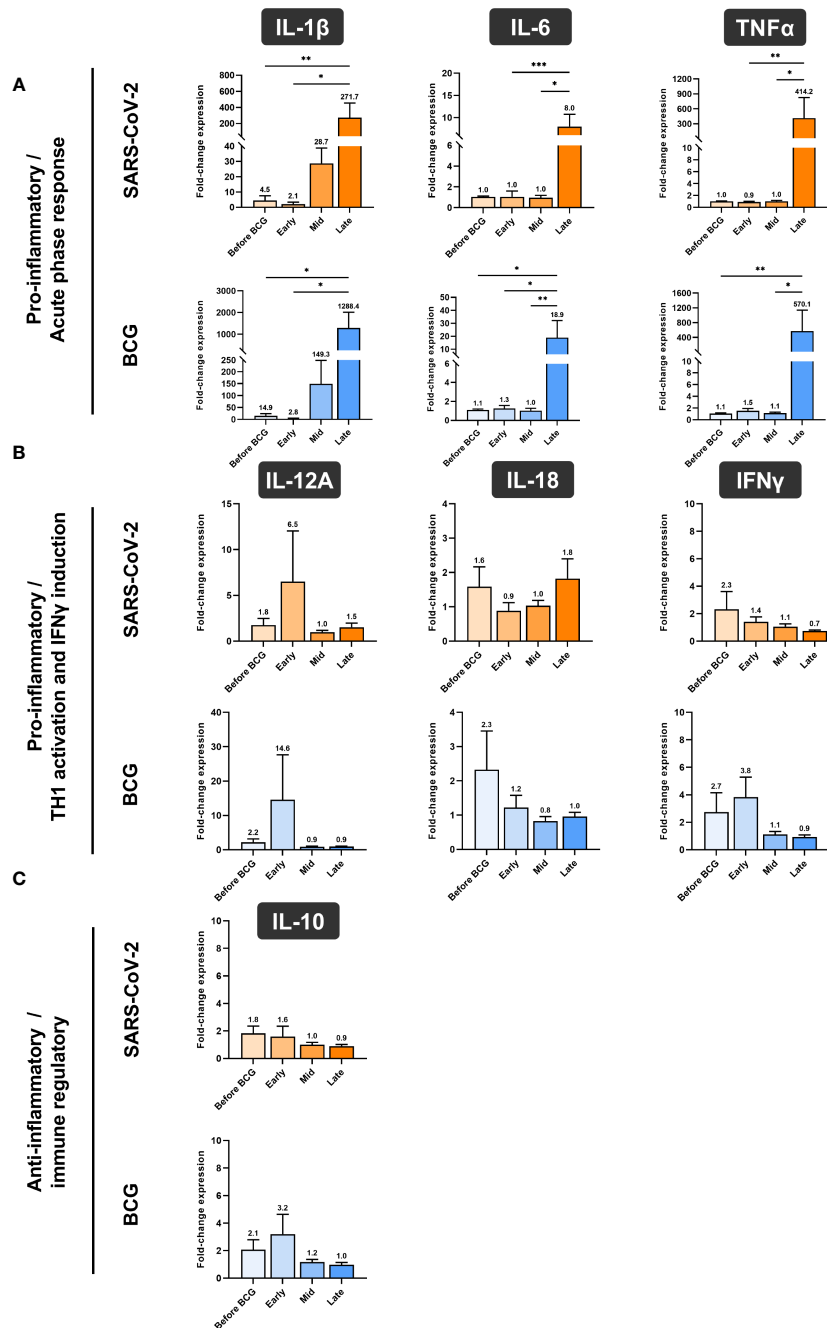 IL-1β
IL-6
TNFα
A
Pro-inflammatory /
Acute phase response
SARS-CoV-2
Fold-change expression
800
600
400
200
40
30
20
10
0
**
*
4.5
2.1
28.7
271.7
Before BCG
Early
Mid
Late
Fold-change expression
20
15
10
6
4
2
0
***
*
1.0
1.0
1.0
8.0
Before BCG
Early
Mid
Late
Fold-change expression
1200
900
600
300
10
8
6
4
2
0
**
*
1.0
0.9
1.0
414.2
Before BCG
Early
Mid
Late
BCG
Fold-change expression
3000
2000
1000
250
200
150
100
50
0
*
*
14.9
2.8
149.3
1288.4
Before BCG
Early
Mid
Late
Fold-change expression
50
40
30
20
10
6
4
2
0
*
*
**
1.1
1.3
1.0
18.9
Before BCG
Early
Mid
Late
Fold-change expression
1600
1200
800
400
10
8
6
4
2
0
**
*
1.1
1.5
1.1
570.1
Before BCG
Early
Mid
Late
B
IL-12A
IL-18
IFNγ
Pro-inflammatory /
TH1 activation and IFNγ induction
SARS-CoV-2
Fold-change expression
15
10
5
0
1.8
6.5
1.0
1.5
Before BCG
Early
Mid
Late
Fold-change expression
4
3
2
1
0
1.6
0.9
1.0
1.8
Before BCG
Early
Mid
Late
Fold-change expression
10
8
6
4
2
0
2.3
1.4
1.1
0.7
Before BCG
Early
Mid
Late
BCG
Fold-change expression
40
30
20
10
0
2.2
14.6
0.9
0.9
Before BCG
Early
Mid
Late
Fold-change expression
4
3
2
1
0
2.3
1.2
0.8
1.0
Before BCG
Early
Mid
Late
Fold-change expression
10
8
6
4
2
0
2.7
3.8
1.1
0.9
Before BCG
Early
Mid
Late
C
IL-10
Anti-inflammatory /
immune regulatory
SARS-CoV-2
Fold-change expression
10
8
6
4
2
0
1.8
1.6
1.0
0.9
Before BCG
Early
Mid
Late
BCG
Fold-change expression
10
8
6
4
2
0
2.1
3.2
1.2
1.0
Before BCG
Early
Mid
Late